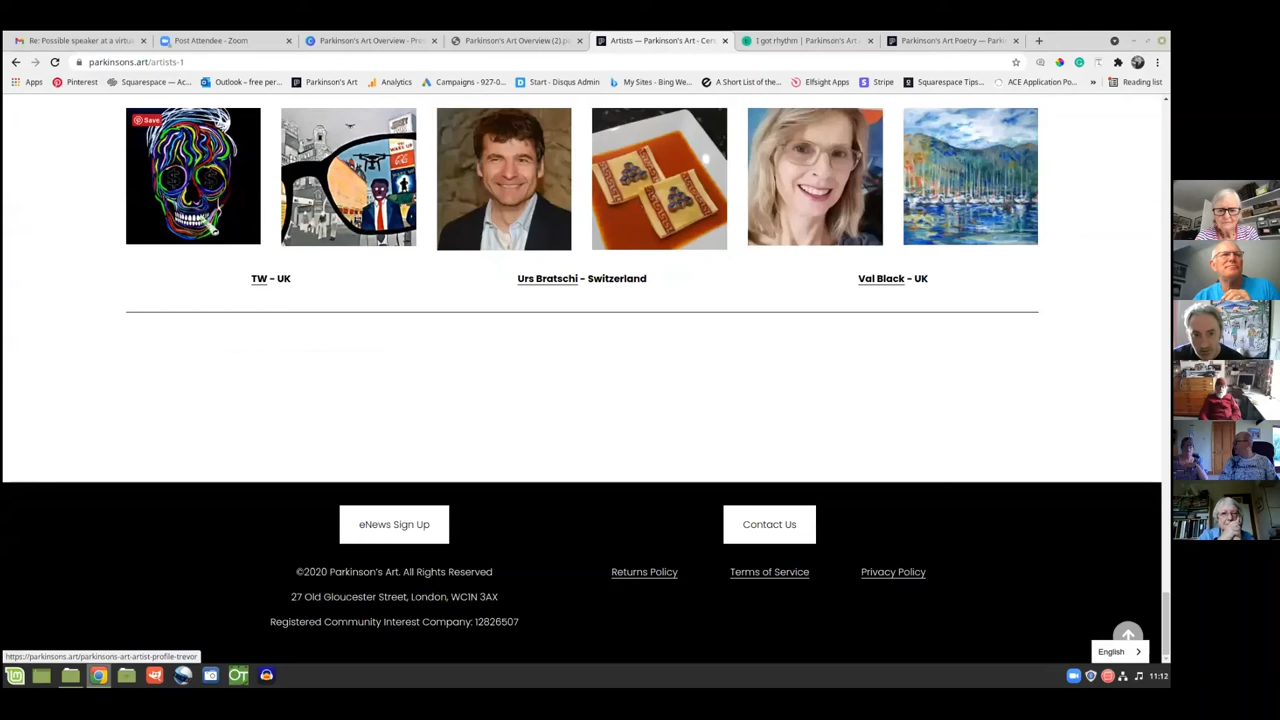 Re: Possible speaker at a virtu
Post Attendee - Zoom
Parkinson's Art Overview - Pre
Parkinson's Art Overview (2).p
Artists — Parkinson's Art - Cer
I got rhythm | Parkinson's Art
Parkinson's Art Poetry — Parki
parkinsons.art/artists-1
Apps
Pinterest
Squarespace — Ac...
Outlook – free per...
Parkinson's Art
Analytics
Campaigns - 927-0...
Start - Disqus Admin
My Sites - Bing We...
A Short List of the...
Elfsight Apps
Stripe
Squarespace Tips...
ACE Application Po...
»
Reading list
Save
WAKE UP
TW - UK
Urs Bratschi - Switzerland
Val Black - UK
eNews Sign Up
Contact Us
©2020 Parkinson's Art. All Rights Reserved
Returns Policy
Terms of Service
Privacy Policy
27 Old Gloucester Street, London, WC1N 3AX
Registered Community Interest Company: 12826507
English
https://parkinsons.art/parkinsons-art-artist-profile-trevor
OT
11:12